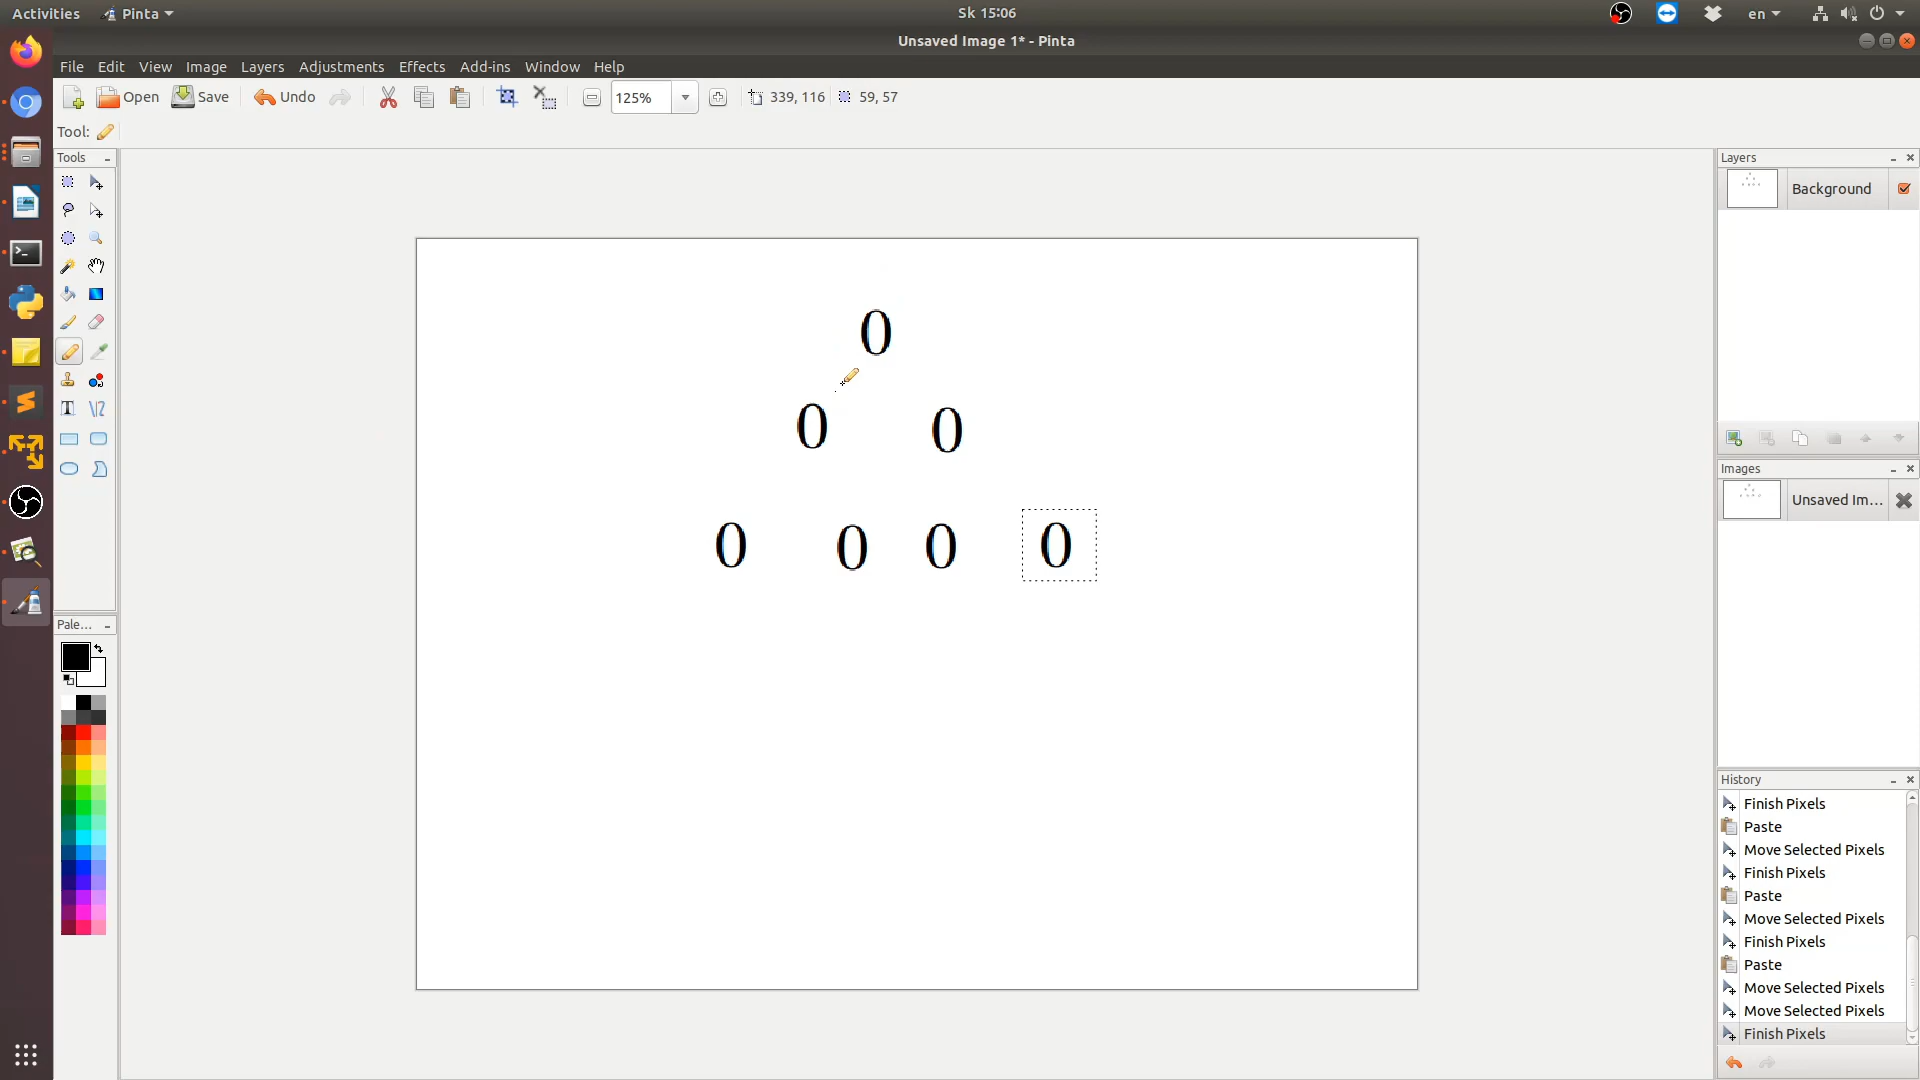 Activities Pinta Sk 15:06 en
Unsaved Image 1* - Pinta
File Edit View Image Layers Adjustments Effects Add-ins Window Help
Open Save Undo 125% 339, 116 59, 57
Tool:
Tools
Layers
Background
0
0 0
0 0 0 0
Images
Unsaved Im...
Pale...
History
Finish Pixels
Paste
Move Selected Pixels
Finish Pixels
Paste
Move Selected Pixels
Finish Pixels
Paste
Move Selected Pixels
Move Selected Pixels
Finish Pixels